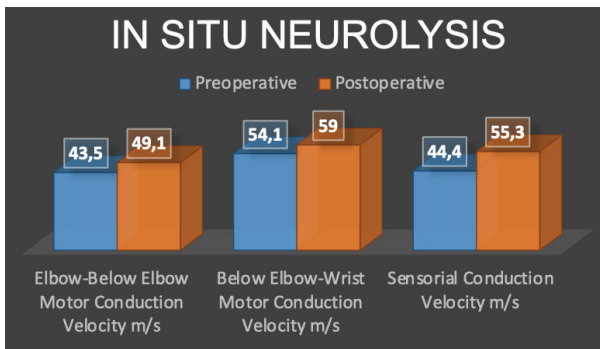 IN SITU NEUROLYSIS
Preoperative Postoperative
43,5 49,1 54,1 59 44,4 55,3
Elbow-Below Elbow
Motor Conduction
Velocity m/s
Below Elbow-Wrist
Motor Conduction
Velocity m/s
Sensorial Conduction
Velocity m/s